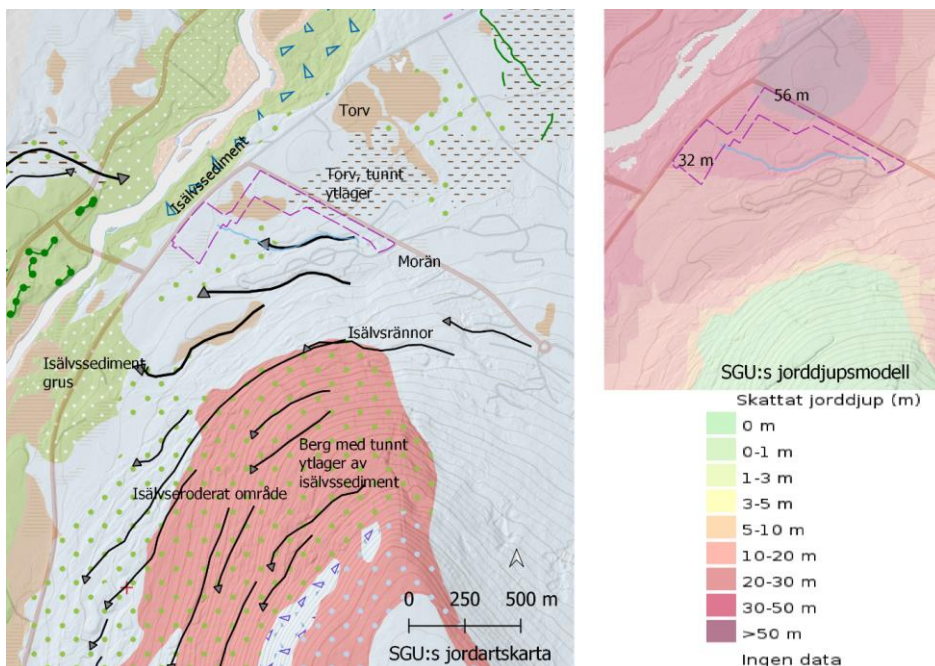 Torv
Isälvssediment
Torv, tunnt
ytlager
Morän
Isälvsrännor
Isälvssediment
grus
Berg med tunnt
ytlager av
isälvssediment
Isälvseroderat område
0 250 500 m
SGU:s jordartskarta
56 m
32 m
SGU:s jorddjupsmodell
Skattat jorddjup (m)
0 m
0-1 m
1-3 m
3-5 m
5-10 m
10-20 m
20-30 m
30-50 m
>50 m
Ingen data